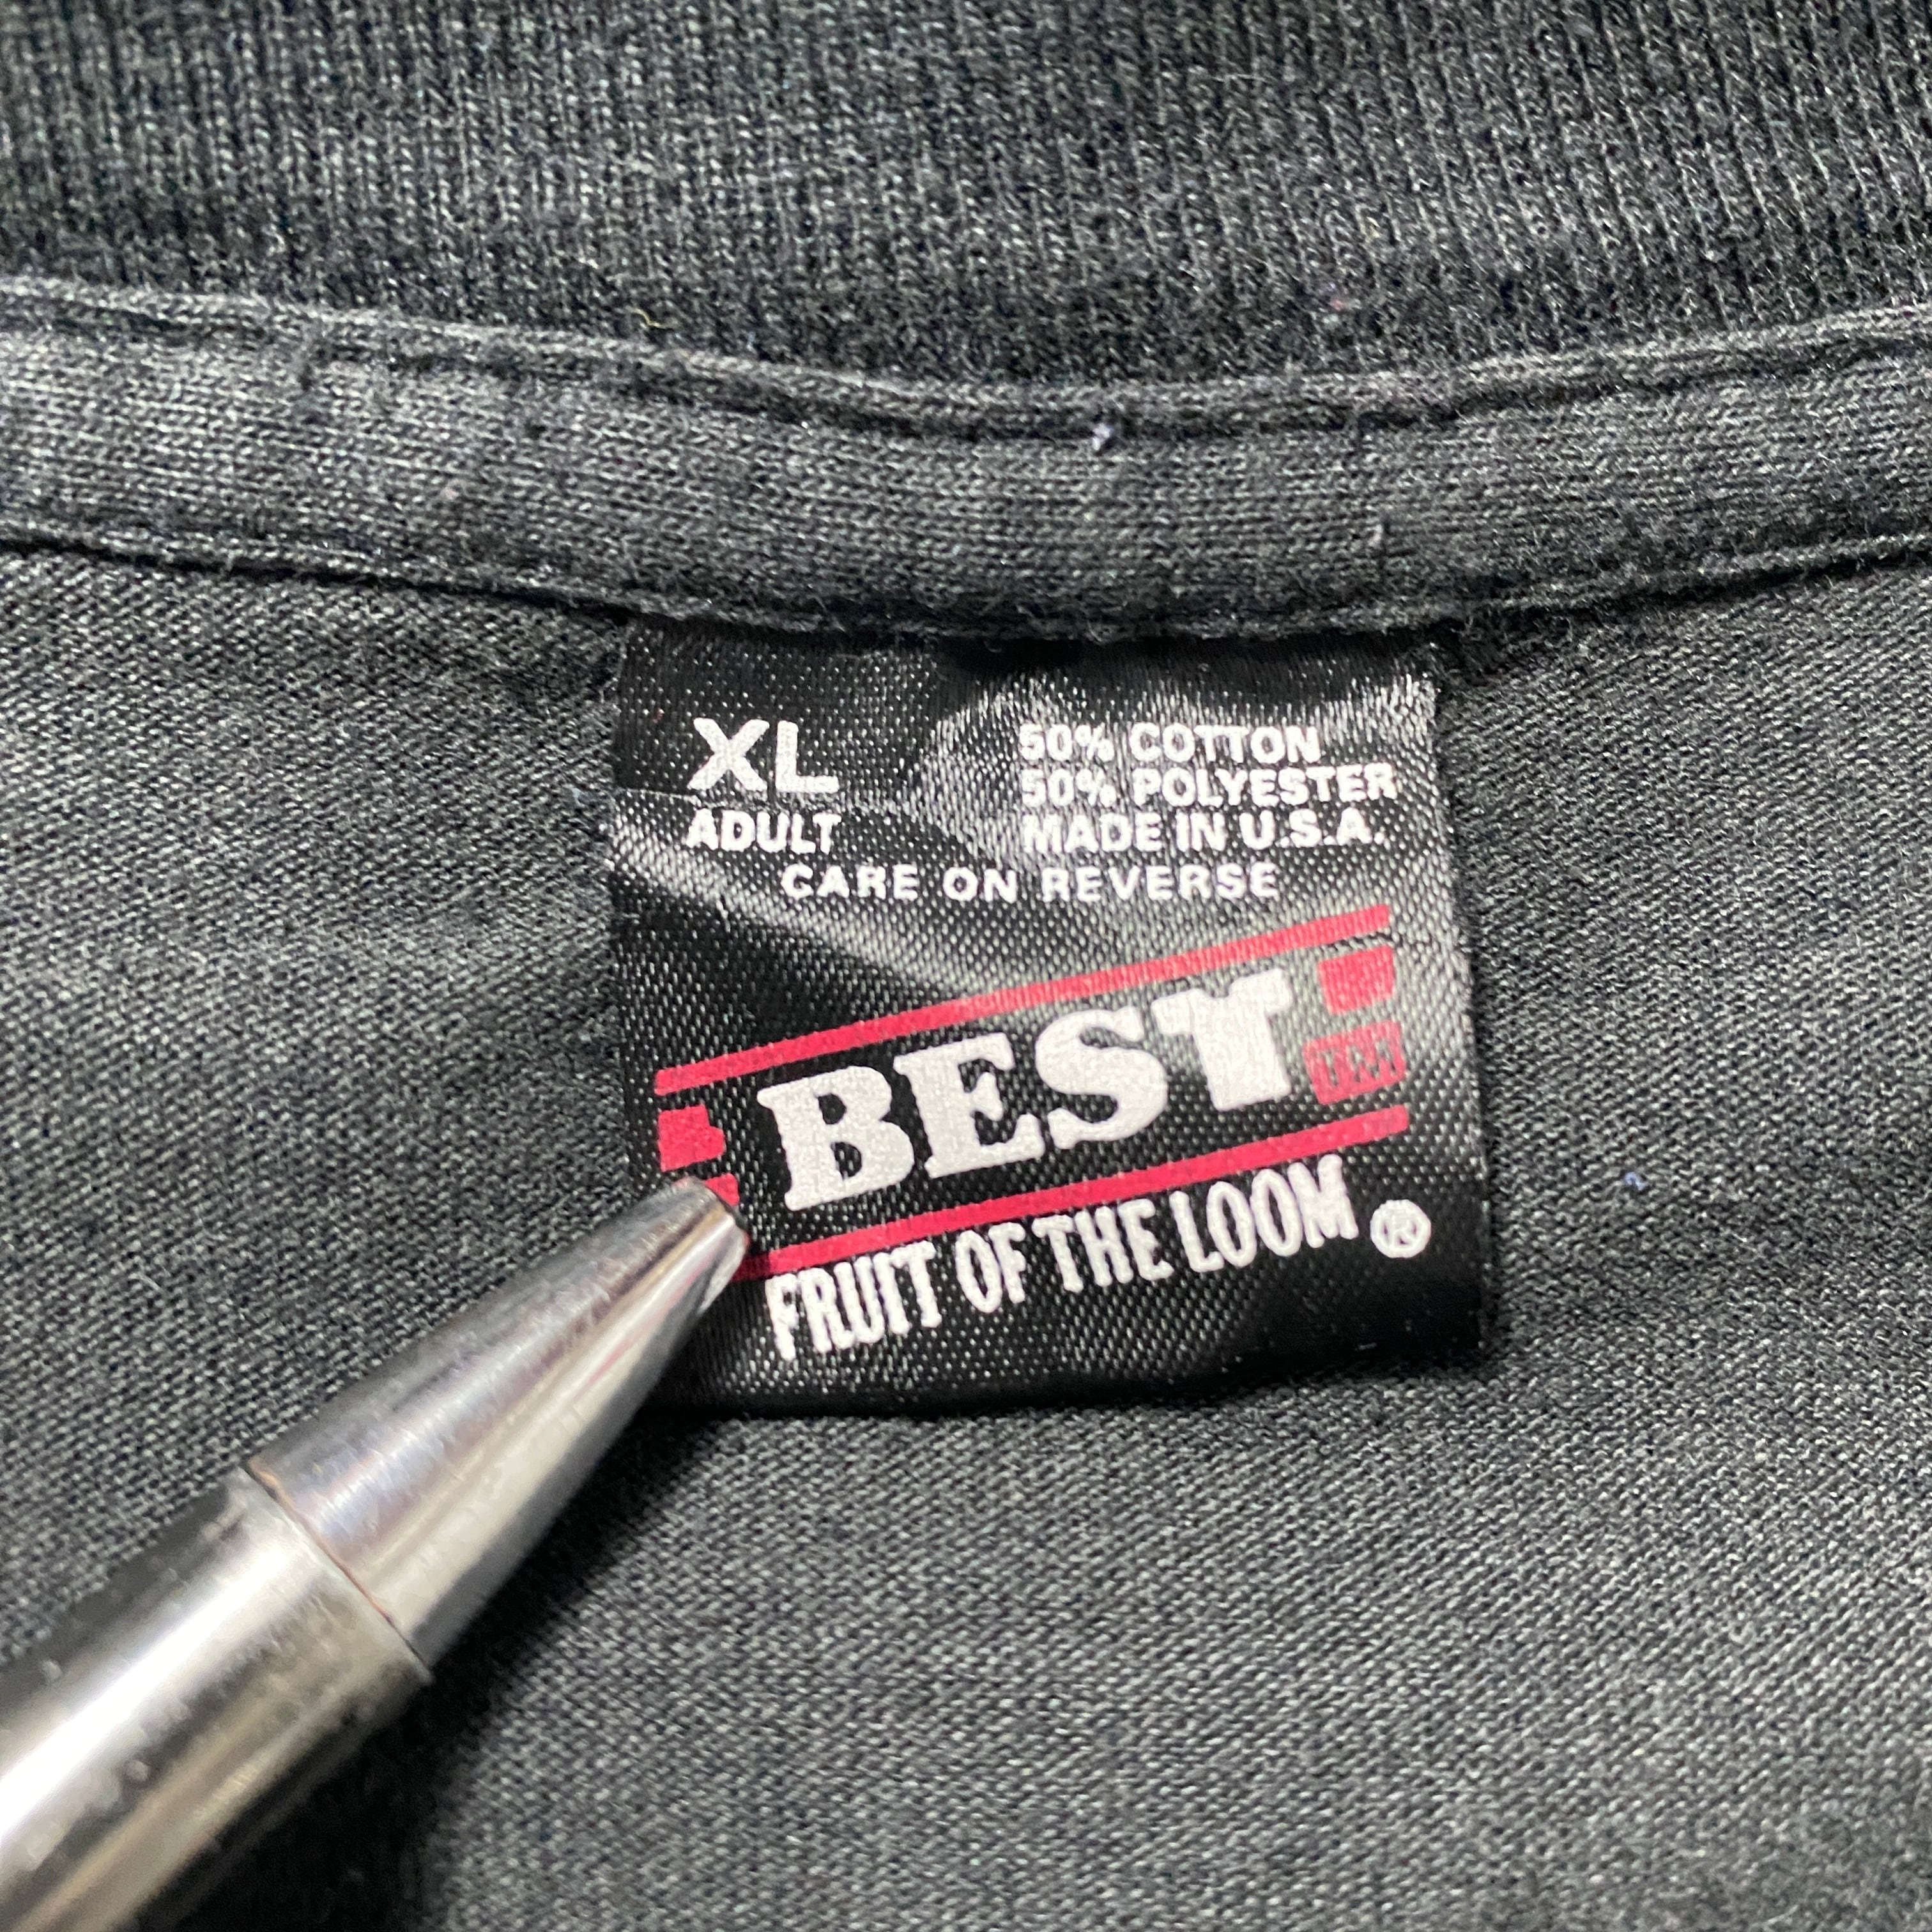 XL
ADULT
50% COTTON
50% POLYESTER
MADE IN U.S.A.
CARE ON REVERSE
BEST
TM
FRUIT OF THE LOOM ®